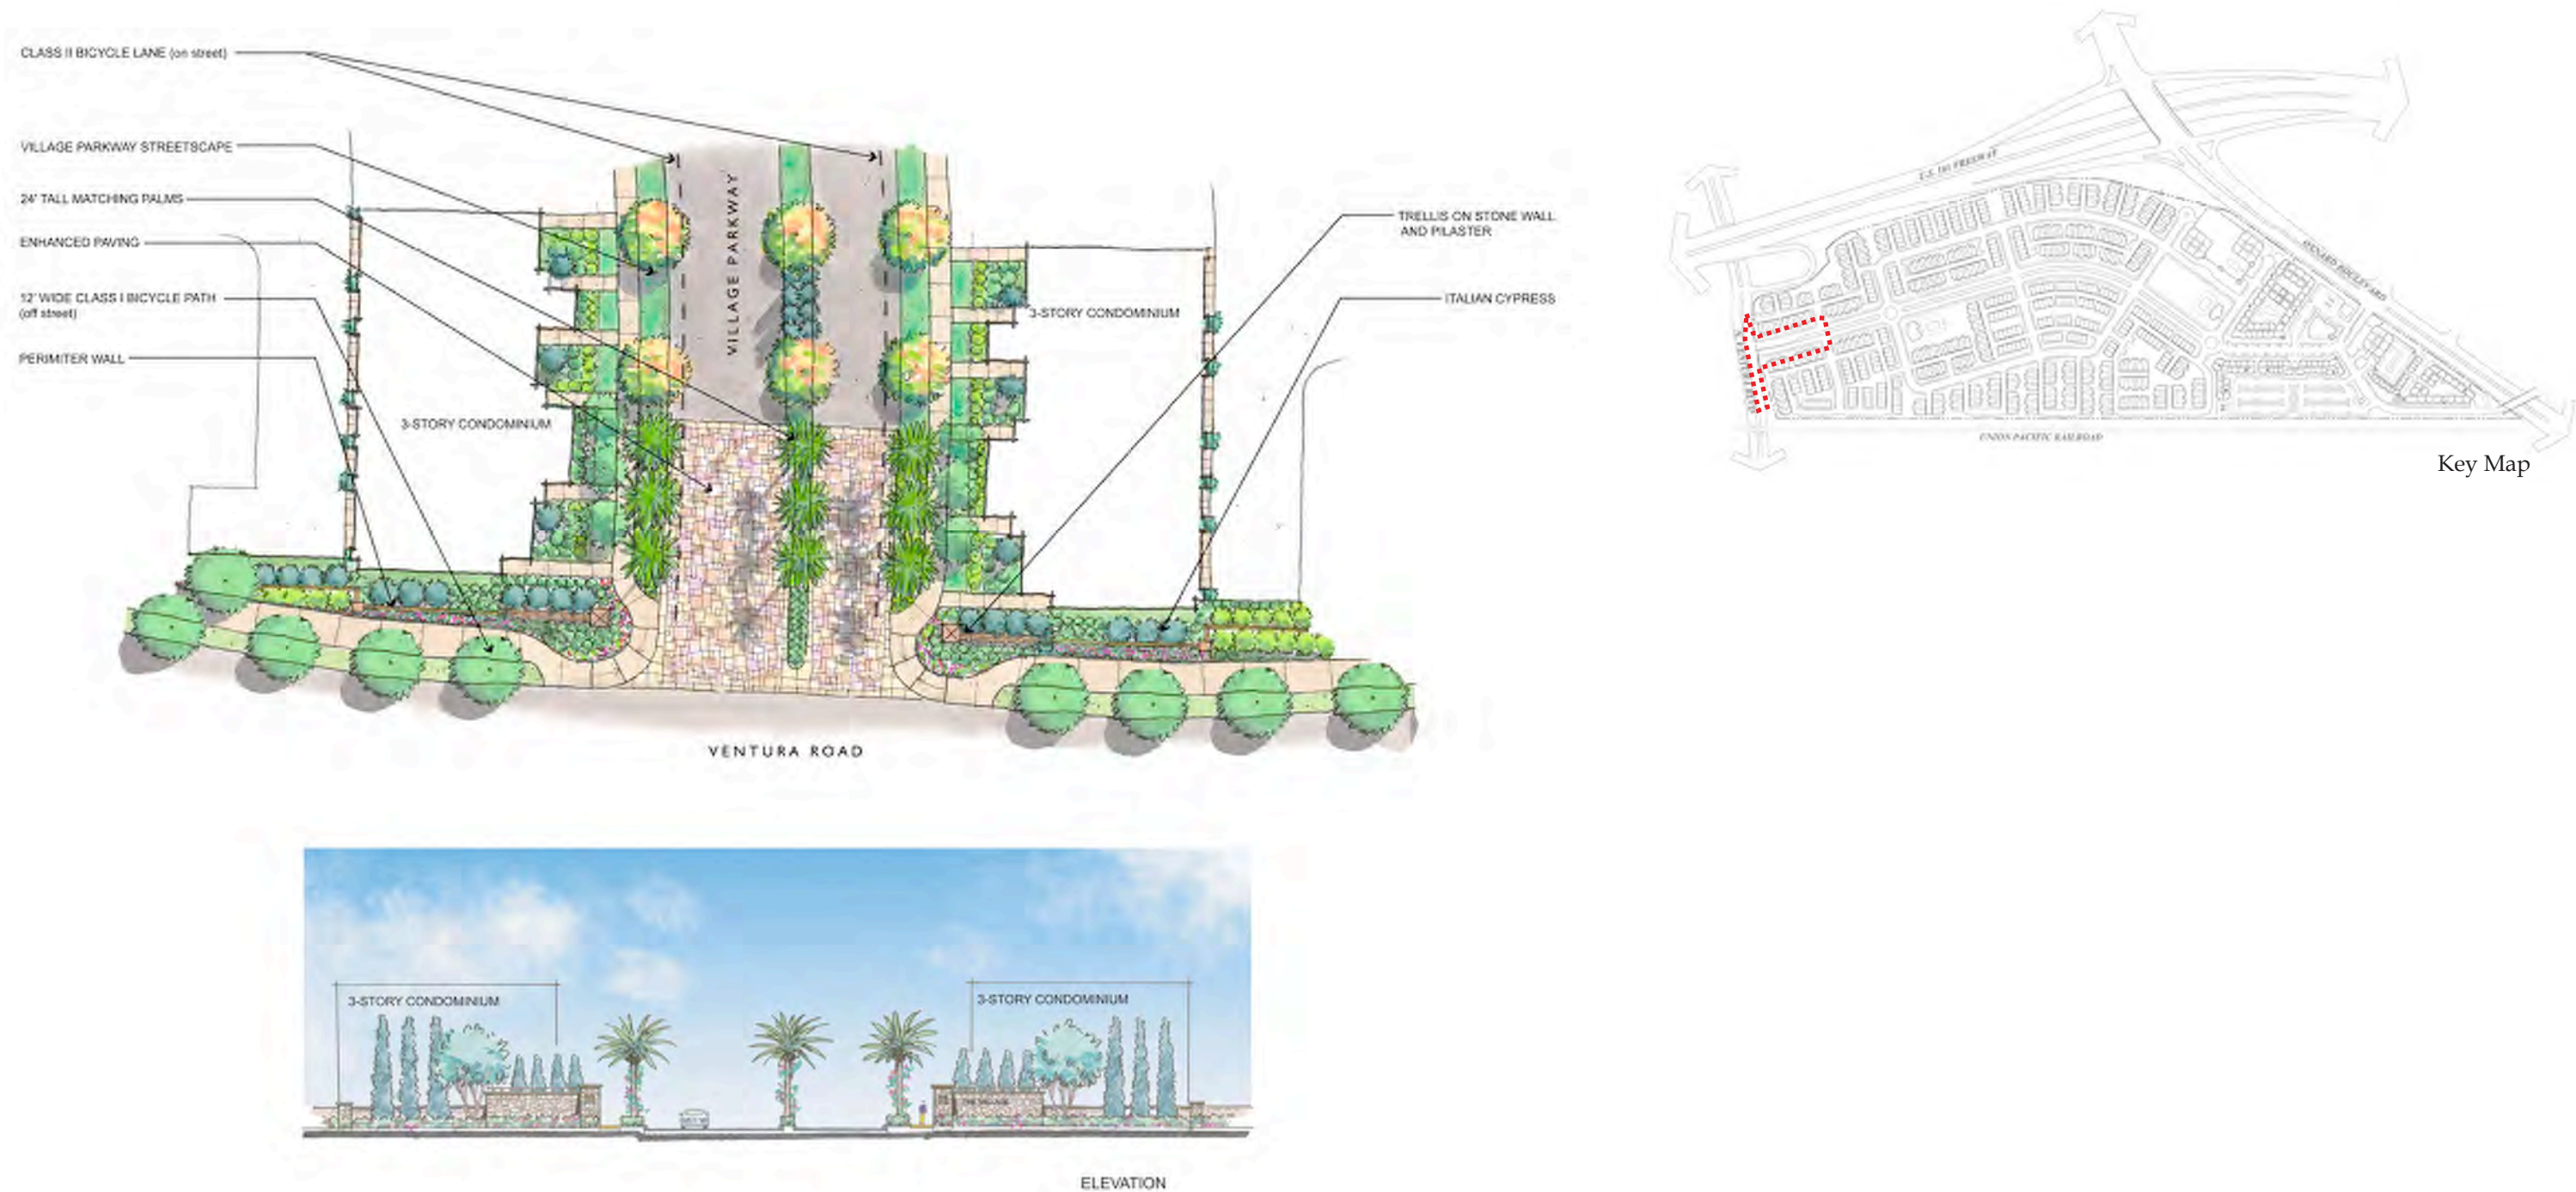 CLASS II BICYCLE LANE (on street)
VILLAGE PARKWAY STREETSCAPE
24' TALL MATCHING PALMS
ENHANCED PAVING
12' WIDE CLASS I BICYCLE PATH
(off street)
PERIMITER WALL
3-STORY CONDOMINIUM
VILLAGE PARKWAY
3-STORY CONDOMINIUM
TRELLIS ON STONE WALL
AND PILASTER
ITALIAN CYPRESS
VENTURA ROAD
U.S. 101 FREEWAY
OXNARD BOULEVARD
UNION PACIFIC RAILROAD
Key Map
3-STORY CONDOMINIUM
3-STORY CONDOMINIUM
ELEVATION